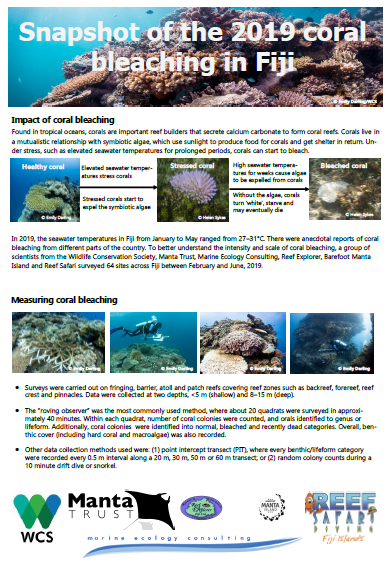 Snapshot of the 2019 coral
bleaching in Fiji
© Emily Darling/WCS
Impact of coral bleaching
Found in tropical oceans, corals are important reef builders that secrete calcium carbonate to form coral reefs. Corals live in
a mutualistic relationship with symbiotic algae, which use sunlight to produce food for corals and get shelter in return. Un-
der stress, such as elevated seawater temperatures for prolonged periods, corals can start to bleach.
Healthy coral
© Emily Darling
Elevated seawater temper-
atures stress corals
Stressed corals start to
expel the symbiotic algae
Stressed coral
© Helen Sykes
High seawater tempera-
tures for weeks cause algae
to be expelled from corals
Without the algae, corals
turn 'white', starve and
may eventually die
Bleached coral
© Helen Sykes
In 2019, the seawater temperatures in Fiji from January to May ranged from 27–31°C. There were anecdotal reports of coral
bleaching from different parts of the country. To better understand the intensity and scale of coral bleaching, a group of
scientists from the Wildlife Conservation Society, Manta Trust, Marine Ecology Consulting, Reef Explorer, Barefoot Manta
Island and Reef Safari surveyed 64 sites across Fiji between February and June, 2019.
Measuring coral bleaching
© Emily Darling
© Emily Darling
© Emily Darling
© Emily Darling
• Surveys were carried out on fringing, barrier, atoll and patch reefs covering reef zones such as backreef, forereef, reef
crest and pinnacles. Data were collected at two depths, <5 m (shallow) and 8–15 m (deep).
• The "roving observer" was the most commonly used method, where about 20 quadrats were surveyed in approxi-
mately 40 minutes. Within each quadrat, number of coral colonies were counted, and corals identified to genus or
lifeform. Additionally, coral colonies were identified into normal, bleached and recently dead categories. Overall, ben-
thic cover (including hard coral and macroalgae) was also recorded.
• Other data collection methods used were: (1) point intercept transect (PIT), where every benthic/lifeform category
were recorded every 0.5 m interval along a 20 m, 30 m, 50 m or 60 m transect; or (2) random colony counts during a
10 minute drift dive or snorkel.
WCS
Manta
TRUST
marine ecology consulting
MANTA
ISLAND
REEF
SAFARI
DIVING
Fiji Islands